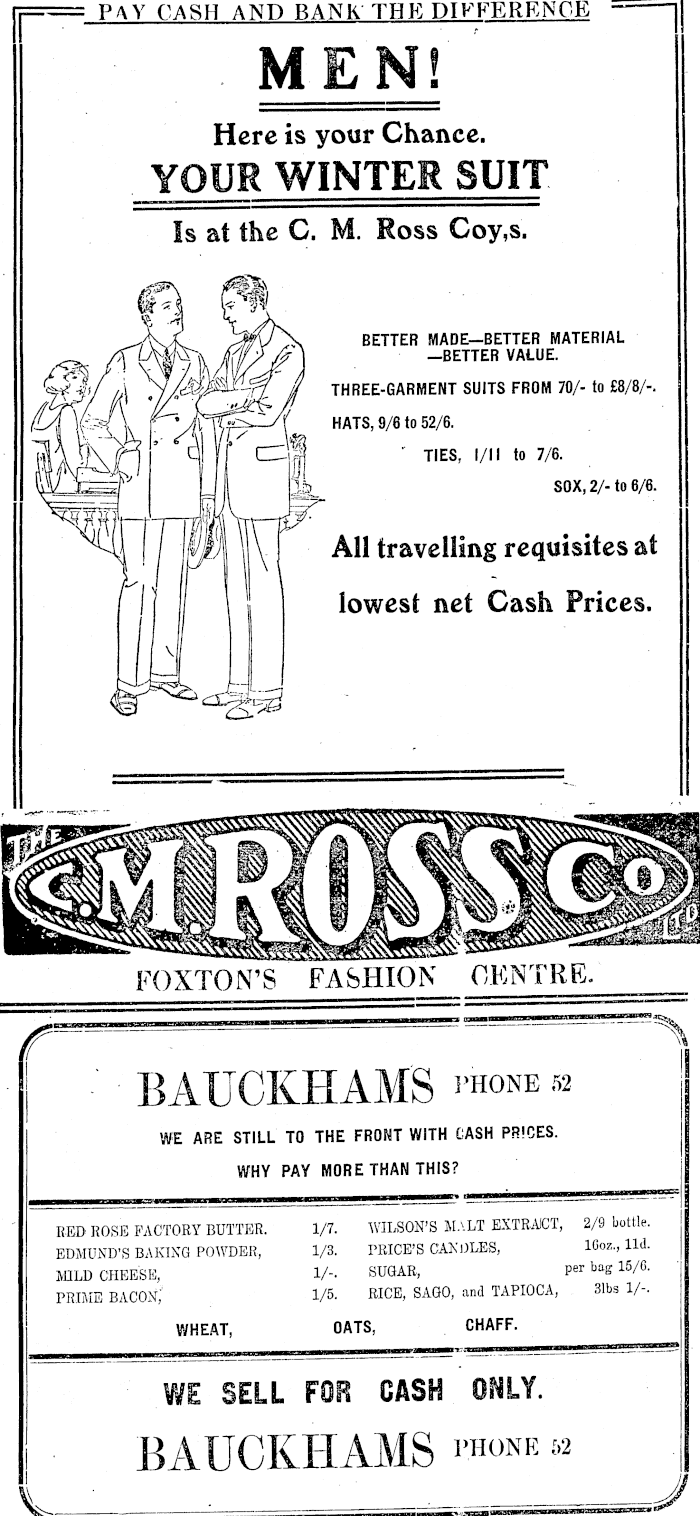 PAY CASH AND BANK THE DIFFERENCE
MEN!
Here is your Chance.
YOUR WINTER SUIT
Is at the C. M. Ross Coy,s.
BETTER MADE—BETTER MATERIAL
—BETTER VALUE.
THREE-GARMENT SUITS FROM 70/- to £8/8/-.
HATS, 9/6 to 52/6.
TIES, 1/11 to 7/6.
SOX, 2/- to 6/6.
All travelling requisites at
lowest net Cash Prices.
THE
C.M. ROSS Co
LTD
FOXTON'S FASHION CENTRE.
BAUCKHAMS PHONE 52
WE ARE STILL TO THE FRONT WITH CASH PRICES.
WHY PAY MORE THAN THIS?
RED ROSE FACTORY BUTTER. 1/7. WILSON'S MALT EXTRACT, 2/9 bottle.
EDMUND'S BAKING POWDER, 1/3. PRICE'S CANDLES, 16oz., 11d.
MILD CHEESE, 1/-. SUGAR, per bag 15/6.
PRIME BACON, 1/5. RICE, SAGO, and TAPIOCA, 3lbs 1/-.
WHEAT, OATS, CHAFF.
WE SELL FOR CASH ONLY.
BAUCKHAMS PHONE 52